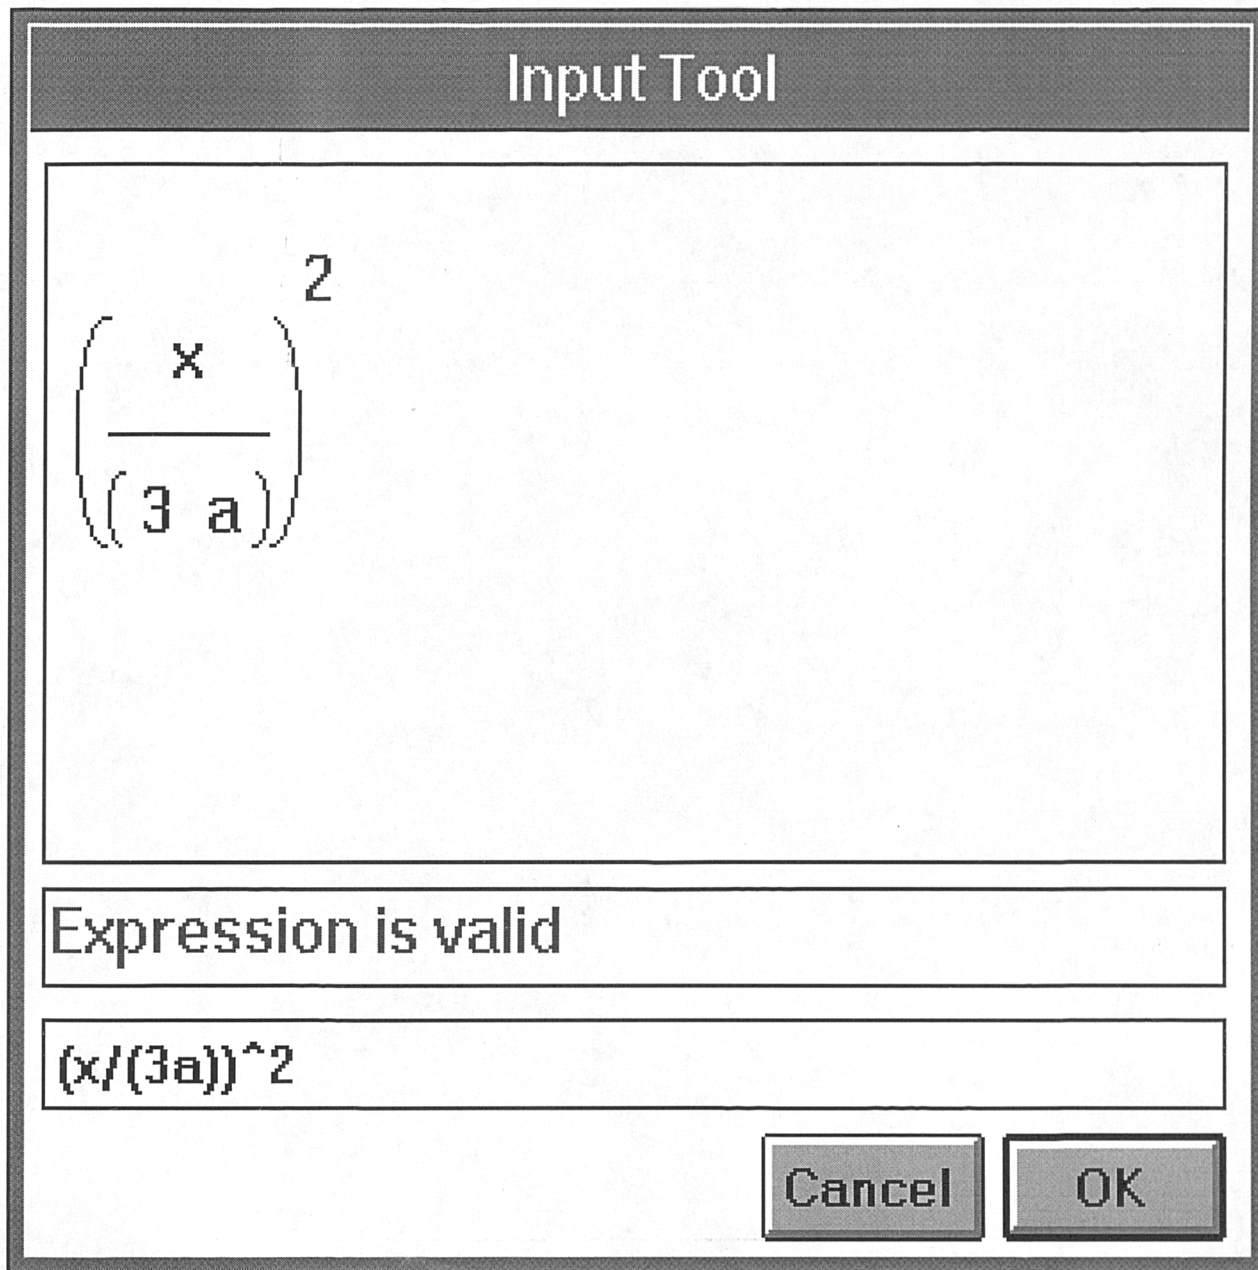 Input Tool
2
x
( 3 a )
Expression is valid
(x/(3a))^2
Cancel OK